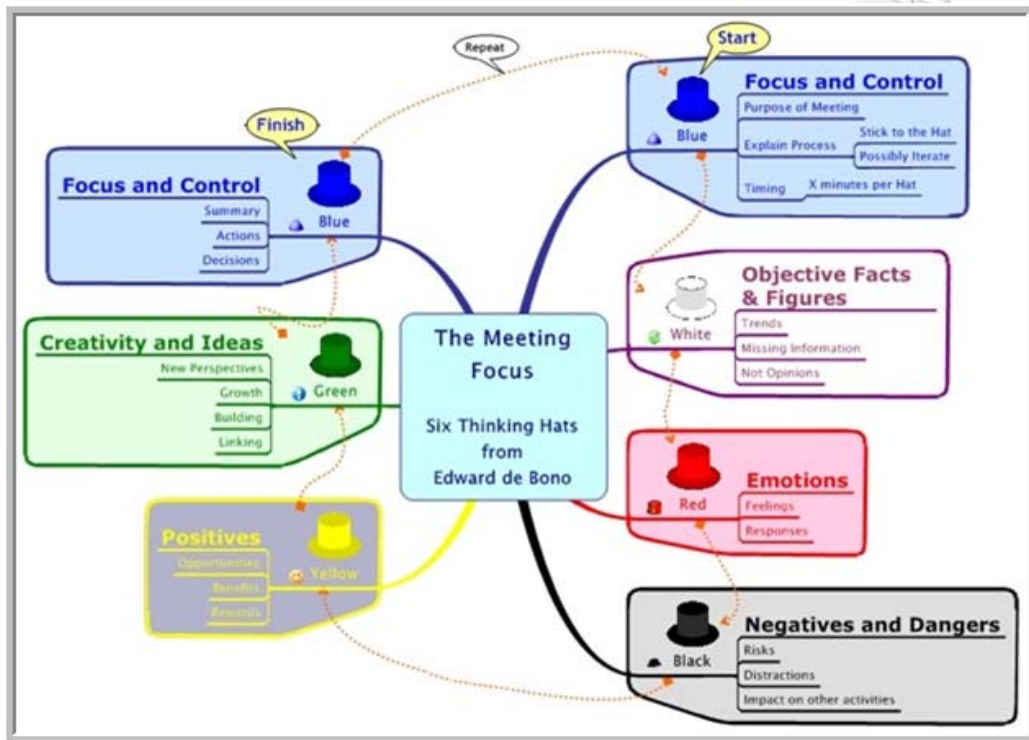 Repeat
Start
Focus and Control
Blue
Purpose of Meeting
Explain Process
Stick to the Hat
Possibly Iterate
Timing
X minutes per Hat
Objective Facts
& Figures
White
Trends
Missing Information
Not Opinions
Emotions
Red
Feelings
Responses
Negatives and Dangers
Black
Risks
Distractions
Impact on other activities
Positives
Yellow
Opportunities
Benefits
Rewards
Creativity and Ideas
Green
New Perspectives
Growth
Building
Linking
Finish
Focus and Control
Blue
Summary
Actions
Decisions
The Meeting
Focus
Six Thinking Hats
from
Edward de Bono